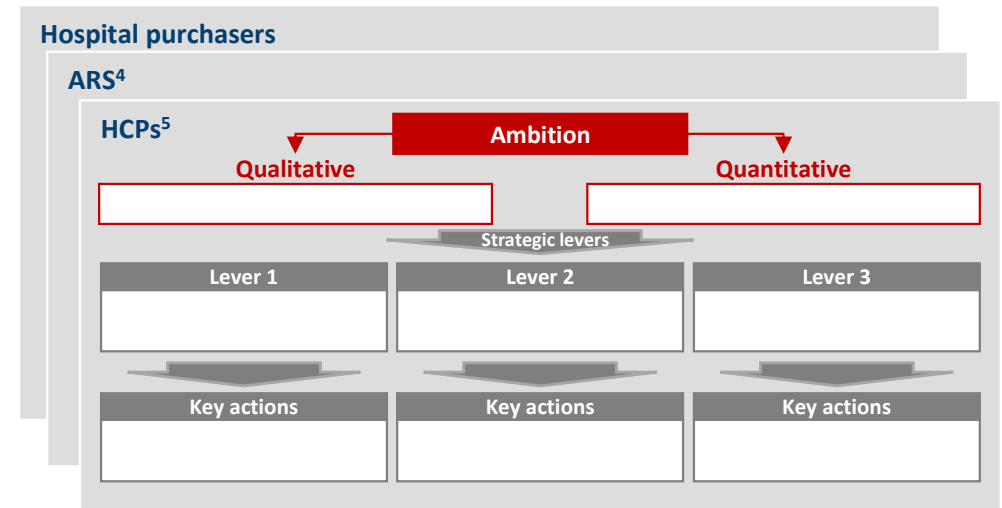 Hospital purchasers
ARS⁴
HCPs⁵
Ambition
Qualitative
Quantitative
Strategic levers
Lever 1
Lever 2
Lever 3
Key actions
Key actions
Key actions